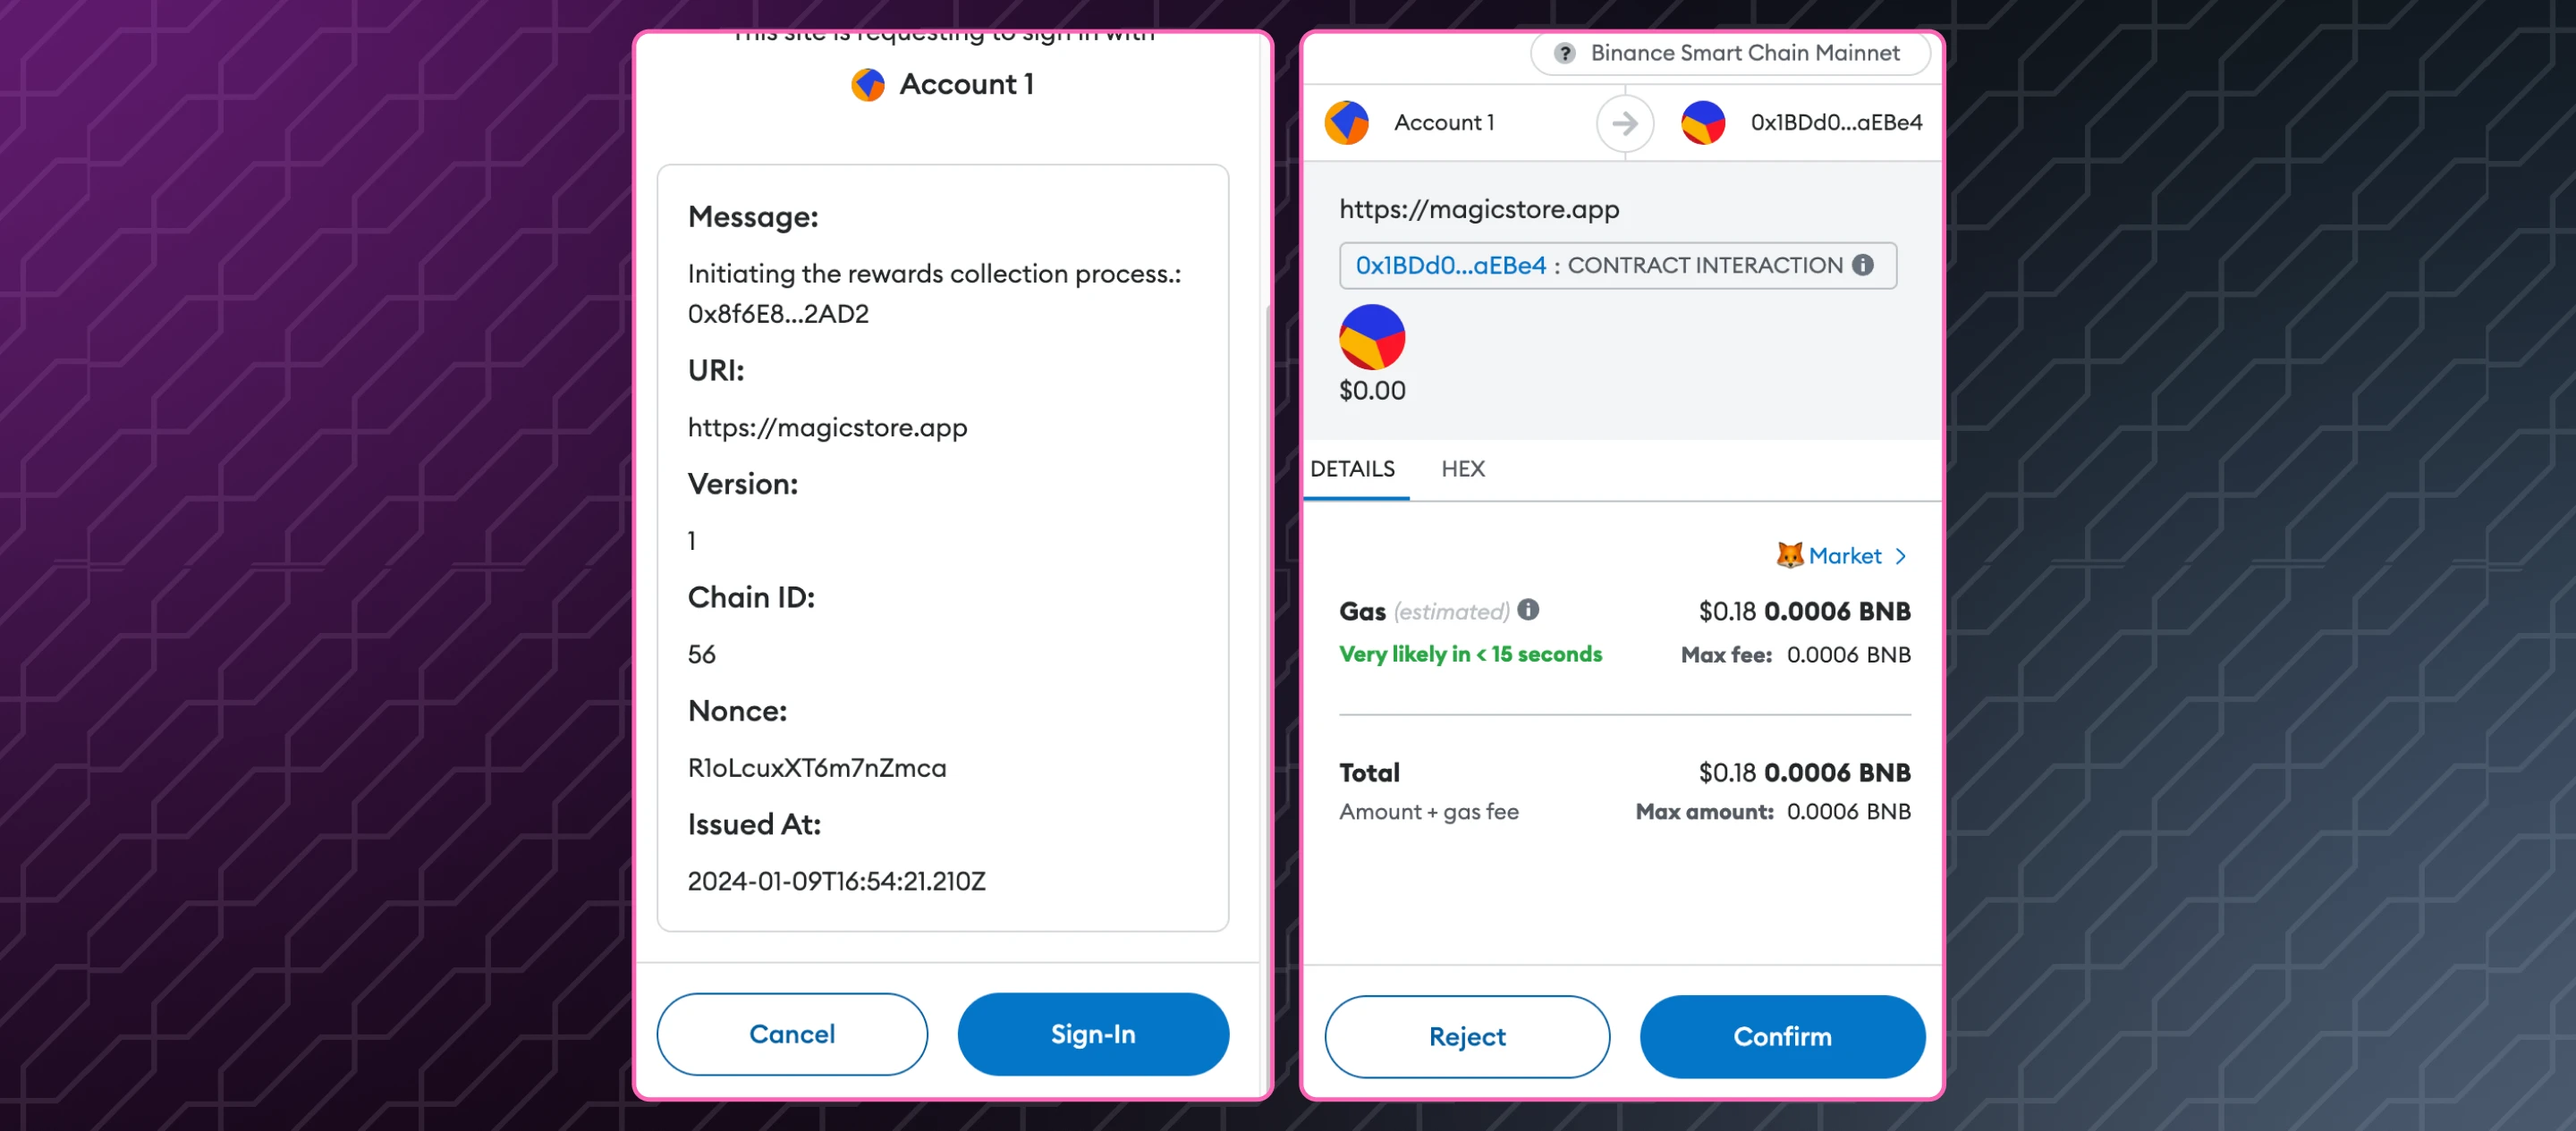 This site is requesting to sign in with
Account 1
Message:
Initiating the rewards collection process.:
0x8f6E8...2AD2
URI:
https://magicstore.app
Version:
1
Chain ID:
56
Nonce:
R1oLcuxXT6m7nZmca
Issued At:
2024-01-09T16:54:21.210Z
Cancel
Sign-In
? Binance Smart Chain Mainnet
Account 1
0x1BDd0...aEBe4
https://magicstore.app
0x1BDd0...aEBe4 : CONTRACT INTERACTION
$0.00
DETAILS
HEX
Market >
Gas (estimated) $0.18 0.0006 BNB
Very likely in < 15 seconds Max fee: 0.0006 BNB
Total $0.18 0.0006 BNB
Amount + gas fee Max amount: 0.0006 BNB
Reject
Confirm